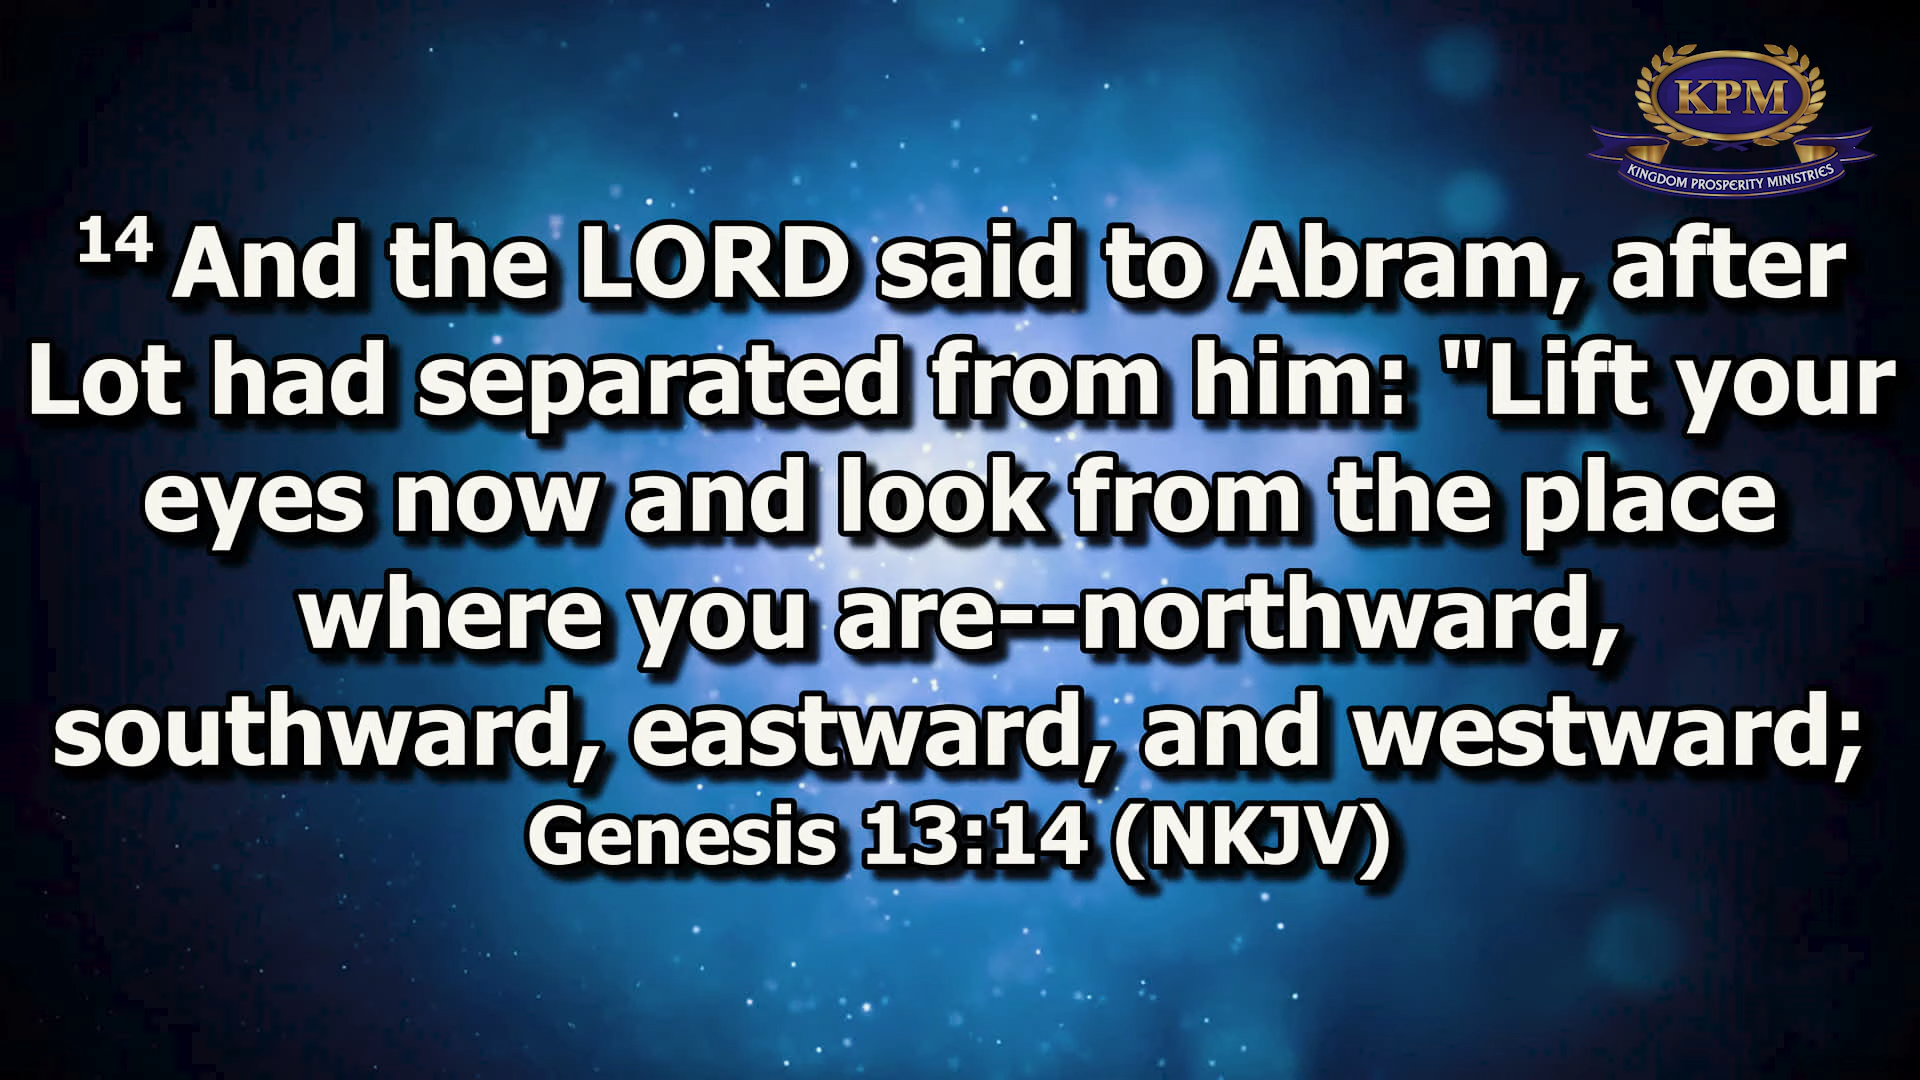 KPM
KINGDOM PROSPERITY MINISTRIES
14 And the LORD said to Abram, after
Lot had separated from him: "Lift your
eyes now and look from the place
where you are--northward,
southward, eastward, and westward;
Genesis 13:14 (NKJV)